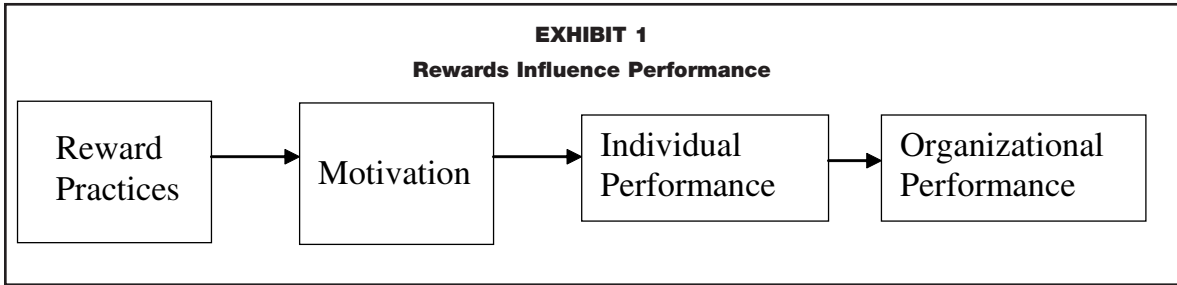 EXHIBIT 1
Rewards Influence Performance
Reward
Practices
Motivation
Individual
Performance
Organizational
Performance